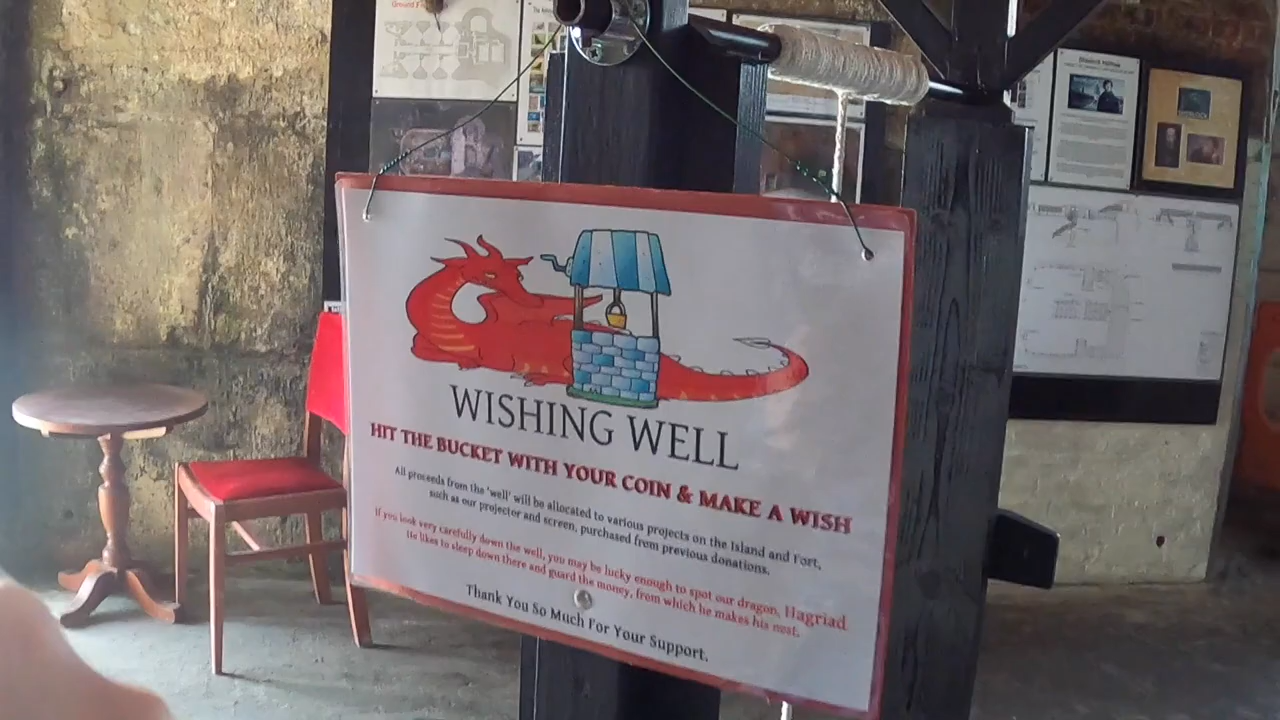 Ground
WISHING WELL
HIT THE BUCKET WITH YOUR COIN & MAKE A WISH
All proceeds from the 'well' will be allocated to various projects on the Island and Fort,
such as our projector and screen, purchased from previous donations.
If you look very carefully down the well, you may be lucky enough to spot our dragon, Hagriad
He likes to sleep down there and guard the money, from which he makes his nest.
Thank You So Much For Your Support.